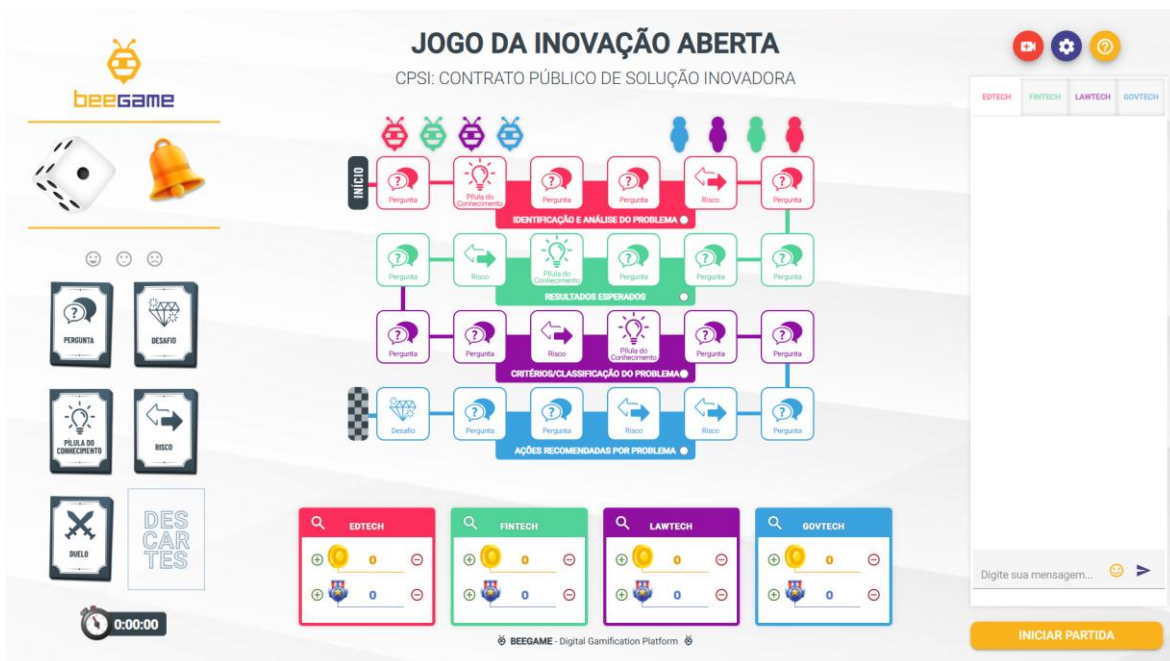 beeGame
JOGO DA INOVAÇÃO ABERTA
CPSI: CONTRATO PÚBLICO DE SOLUÇÃO INOVADORA
INÍCIO
Pergunta
Pílula do
Conhecimento
Pergunta
Pergunta
Risco
Pergunta
IDENTIFICAÇÃO E ANÁLISE DO PROBLEMA
Pergunta
Risco
Pílula do
Conhecimento
Pergunta
Pergunta
Pergunta
RESULTADOS ESPERADOS
Pergunta
Pergunta
Risco
Pílula do
Conhecimento
Pergunta
Pergunta
CRITÉRIOS/CLASSIFICAÇÃO DO PROBLEMA
Desafio
Pergunta
Pergunta
Risco
Risco
Pergunta
AÇÕES RECOMENDADAS POR PROBLEMA
PERGUNTA
DESAFIO
PÍLULA DO
CONHECIMENTO
RISCO
DUELO
DES
CAR
TES
0:00:00
EDTECH
0
0
FINTECH
0
0
LAWTECH
0
0
GOVTECH
0
0
BEEGAME - Digital Gamification Platform
EDTECH FINTECH LAWTECH GOVTECH
Digite sua mensagem...
INICIAR PARTIDA